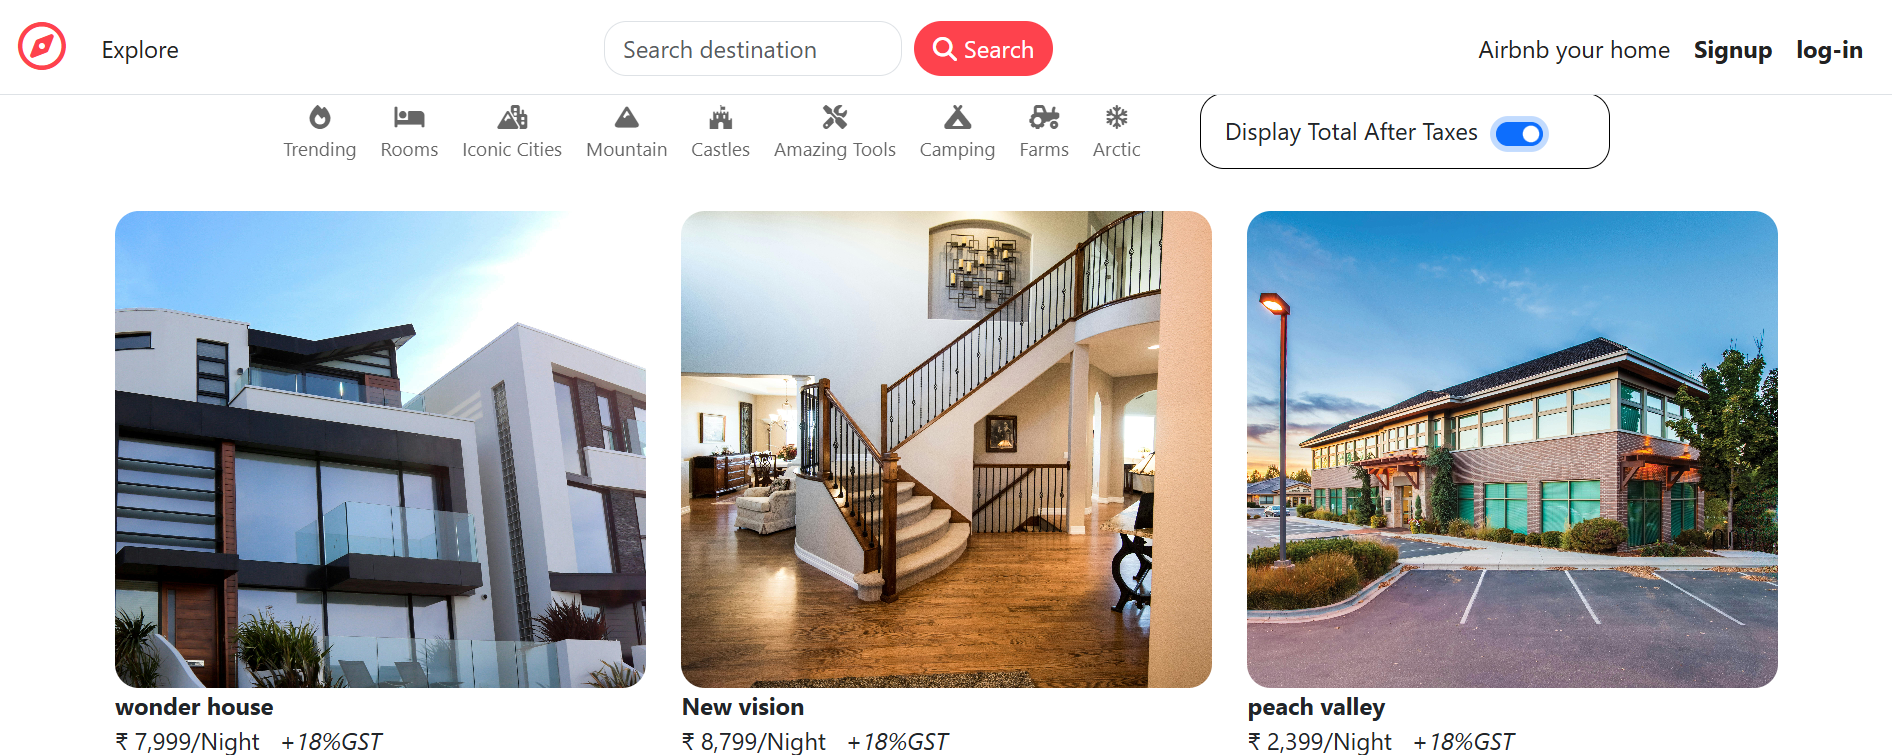 Explore
Search destination
Search
Airbnb your home
Signup
log-in
Trending
Rooms
Iconic Cities
Mountain
Castles
Amazing Tools
Camping
Farms
Arctic
Display Total After Taxes
wonder house
₹ 7,999/Night +18%GST
New vision
₹ 8,799/Night +18%GST
peach valley
₹ 2,399/Night +18%GST